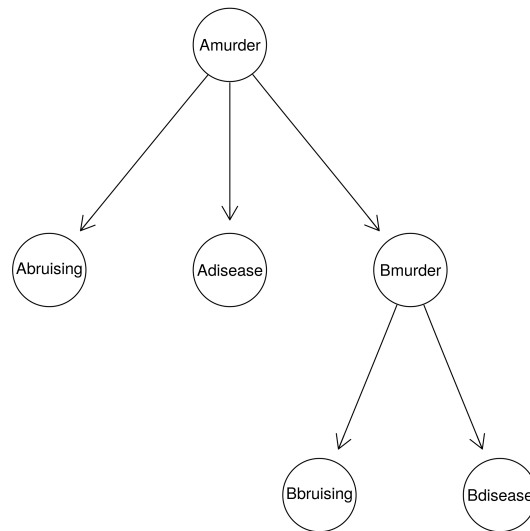 Amurder
Abruising
Adisease
Bmurder
Bbruising
Bdisease